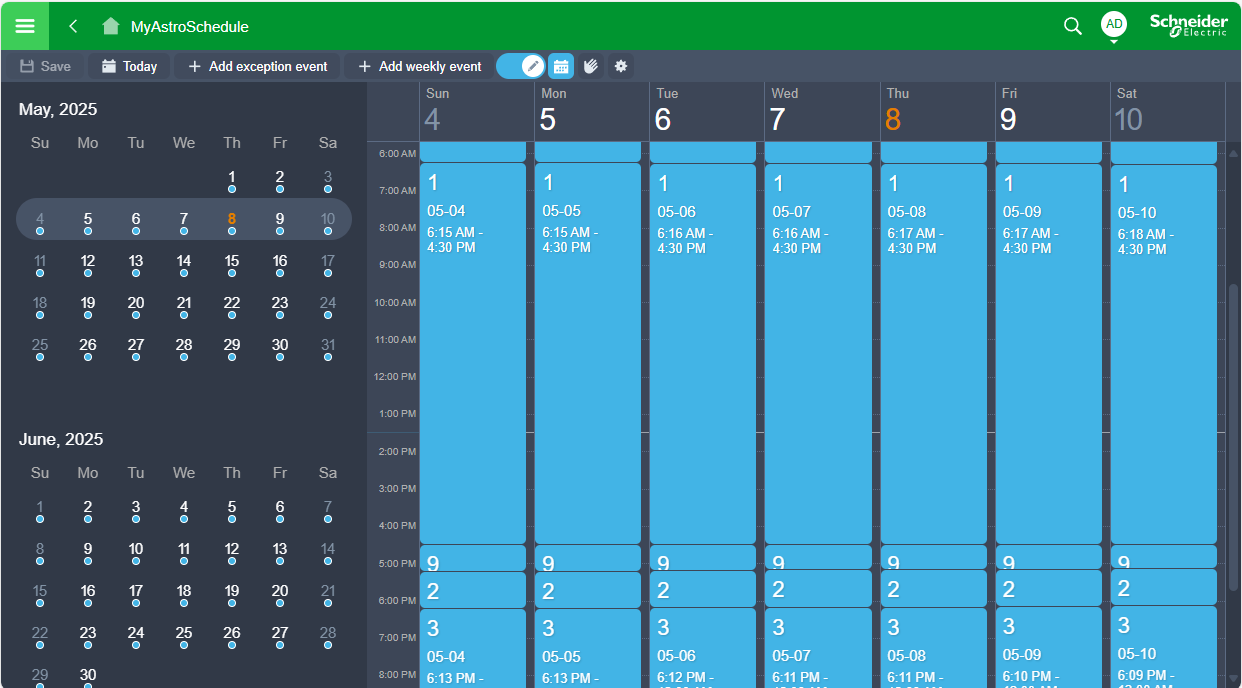 MyAstroSchedule
AD
Schneider
Electric
Save
Today
Add exception event
Add weekly event
May, 2025
Su Mo Tu We Th Fr Sa
1 2 3
4 5 6 7 8 9 10
11 12 13 14 15 16 17
18 19 20 21 22 23 24
25 26 27 28 29 30 31
June, 2025
Su Mo Tu We Th Fr Sa
1 2 3 4 5 6 7
8 9 10 11 12 13 14
15 16 17 18 19 20 21
22 23 24 25 26 27 28
29 30
Sun Mon Tue Wed Thu Fri Sat
4 5 6 7 8 9 10
6:00 AM
7:00 AM
8:00 AM
9:00 AM
10:00 AM
11:00 AM
12:00 PM
1:00 PM
2:00 PM
3:00 PM
4:00 PM
5:00 PM
6:00 PM
7:00 PM
8:00 PM
1 1 1 1 1 1 1
05-04 05-05 05-06 05-07 05-08 05-09 05-10
6:15 AM - 6:15 AM - 6:16 AM - 6:16 AM - 6:17 AM - 6:17 AM - 6:18 AM -
4:30 PM 4:30 PM 4:30 PM 4:30 PM 4:30 PM 4:30 PM 4:30 PM
9 9 9 9 9 9 9
2 2 2 2 2 2 2
3 3 3 3 3 3 3
05-04 05-05 05-06 05-07 05-08 05-09 05-10
6:13 PM - 6:13 PM - 6:12 PM - 6:11 PM - 6:11 PM - 6:10 PM - 6:09 PM -